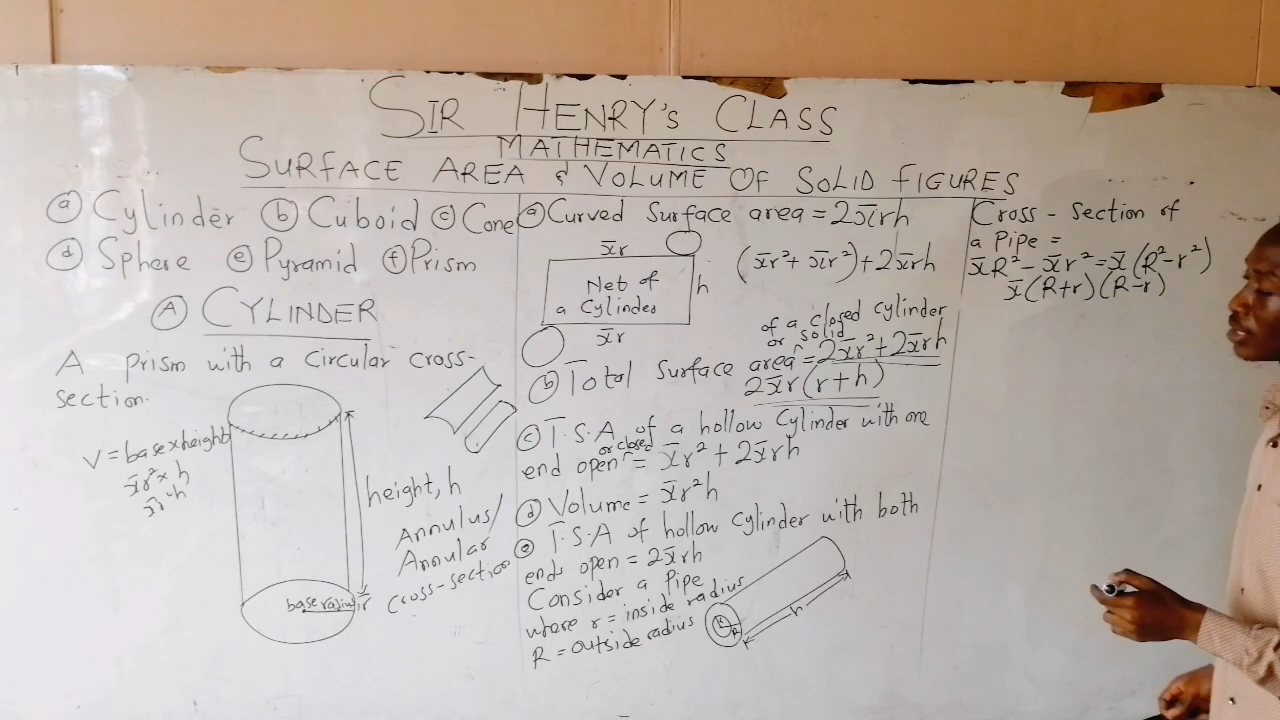 SIR HENRY'S CLASS
MATHEMATICS
SURFACE AREA & VOLUME OF SOLID FIGURES
(a) Cylinder (b) Cuboid (c) Cone
(d) Sphere (e) Pyramid (f) Prism
(A) CYLINDER
A prism with a circular cross-
section.
V = base x height
πr² x h
πr²h
height, h
base radius, r
Annulus/
Annular
cross-section
(a) Curved Surface area = 2πrh
πr
Net of
a Cylinder
h
πr
(πr² + πr²) + 2πrh
of a closed cylinder
or solid
(b) Total Surface area ^ = 2πr² + 2πrh
2πr(r+h)
(c) T.S.A of a hollow Cylinder with one
or closed
end open ^ = πr² + 2πrh
(d) Volume = πr²h
(e) T.S.A of hollow Cylinder with both
ends open = 2πrh
Consider a Pipe
where r = inside radius
R = outside radius
r
R
h
Cross-Section of
a Pipe =
πR² - πr² = π(R² - r²)
π(R+r)(R-r)